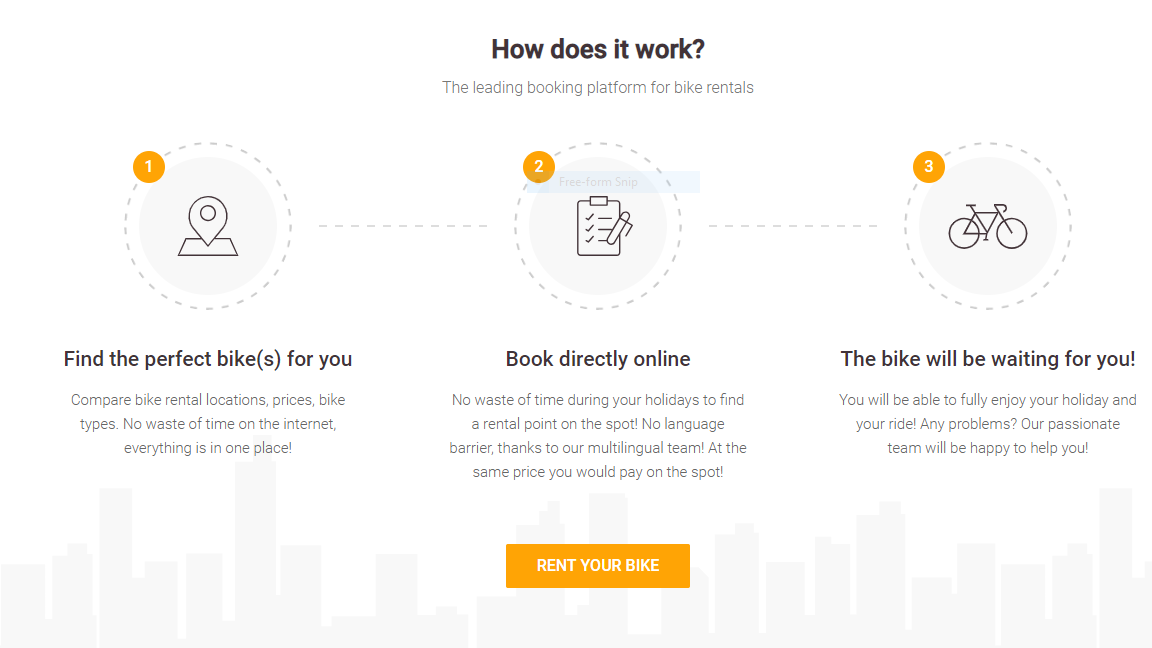 How does it work?
The leading booking platform for bike rentals
1
2
3
Free-form Snip
Find the perfect bike(s) for you
Compare bike rental locations, prices, bike
types. No waste of time on the internet,
everything is in one place!
Book directly online
No waste of time during your holidays to find
a rental point on the spot! No language
barrier, thanks to our multilingual team! At the
same price you would pay on the spot!
The bike will be waiting for you!
You will be able to fully enjoy your holiday and
your ride! Any problems? Our passionate
team will be happy to help you!
RENT YOUR BIKE